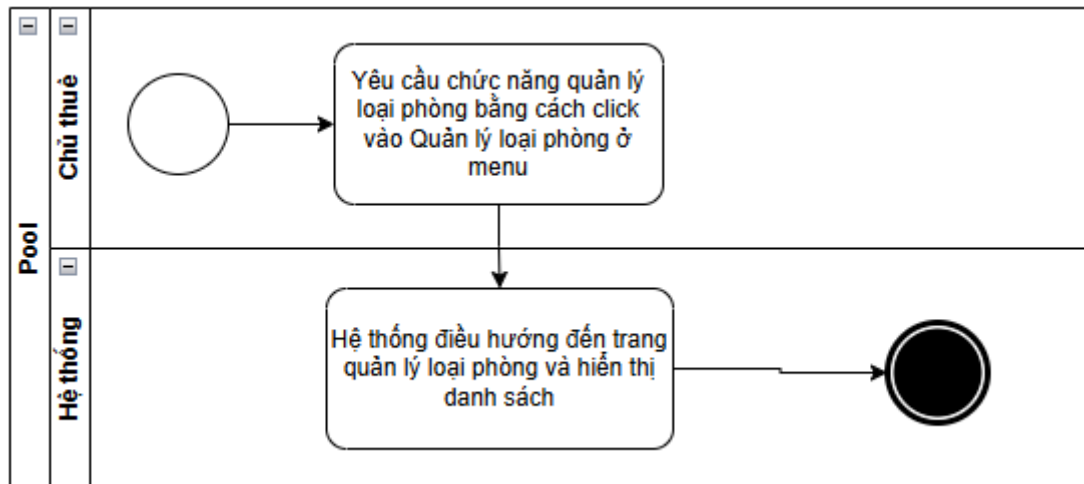 Pool
Chủ thuê
Yêu cầu chức năng quản lý
loại phòng bằng cách click
vào Quản lý loại phòng ở
menu
Hệ thống
Hệ thống điều hướng đến trang
quản lý loại phòng và hiển thị
danh sách